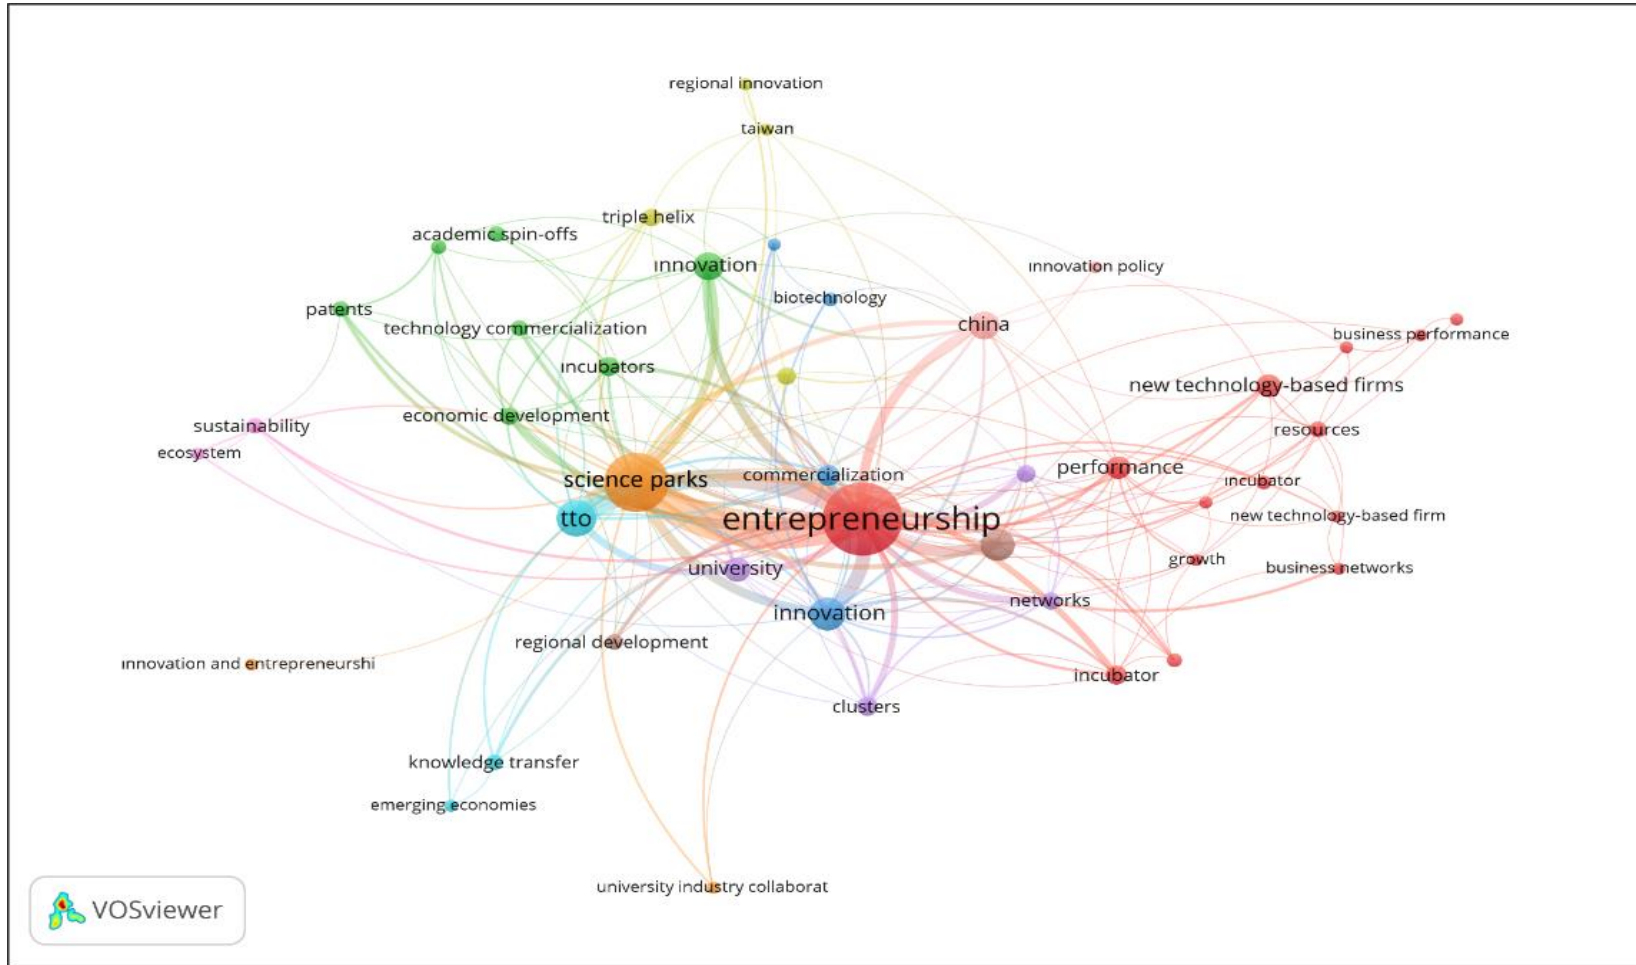 regional innovation
taiwan
triple helix
academic spin-offs
innovation
innovation policy
biotechnology
patents
technology commercialization
china
business performance
incubators
new technology-based firms
economic development
sustainability
resources
ecosystem
performance
science parks
commercialization
incubator
tto
entrepreneurship
new technology-based firm
growth
university
business networks
networks
innovation
regional development
innovation and entrepreneurshi
incubator
clusters
knowledge transfer
emerging economies
university industry collaborat
VOSviewer